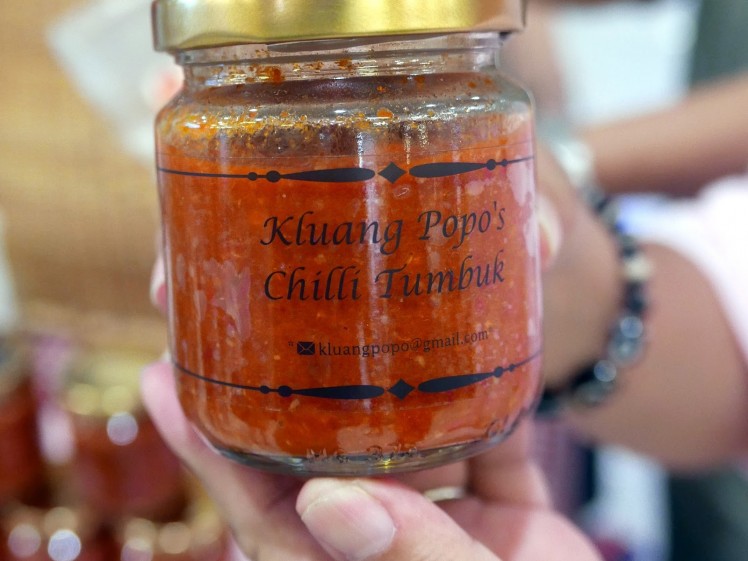 Kluang Popo's
Chilli Tumbuk
"✉kluangpopo@gmail.com"